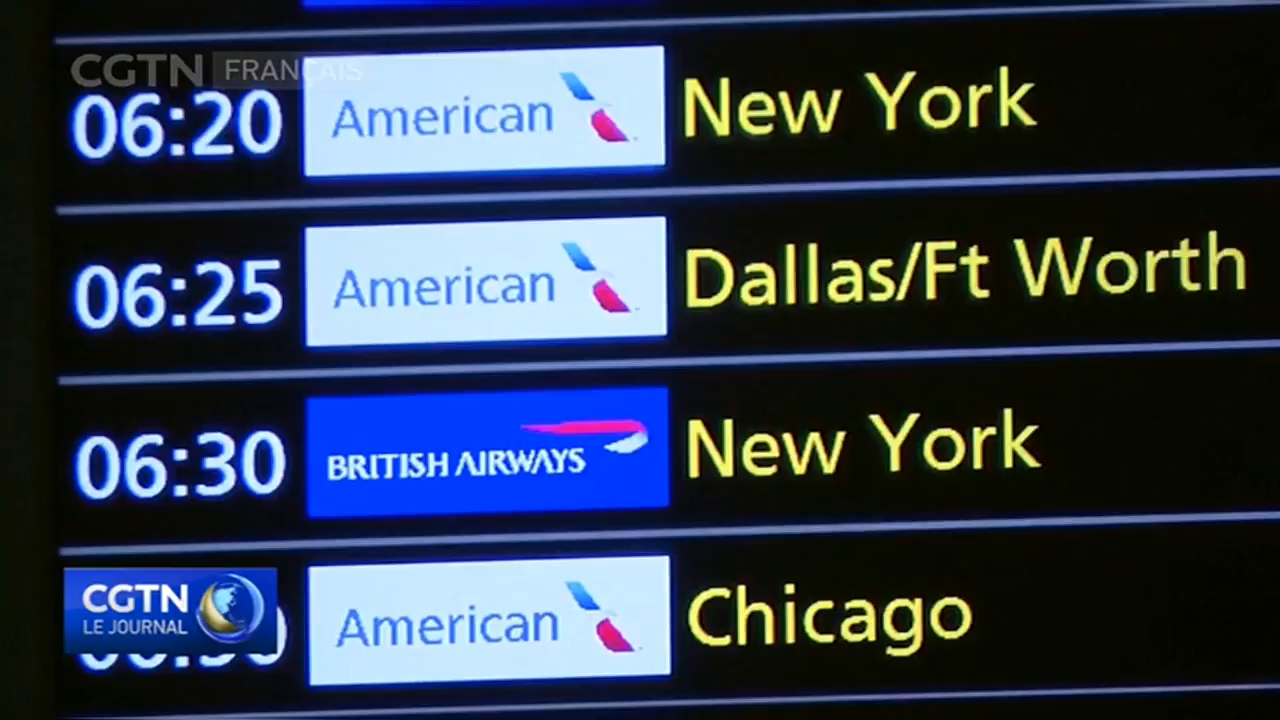 CGTN FRANÇAIS
06:20 American New York
06:25 American Dallas/Ft Worth
06:30 BRITISH AIRWAYS New York
American Chicago
CGTN
LE JOURNAL